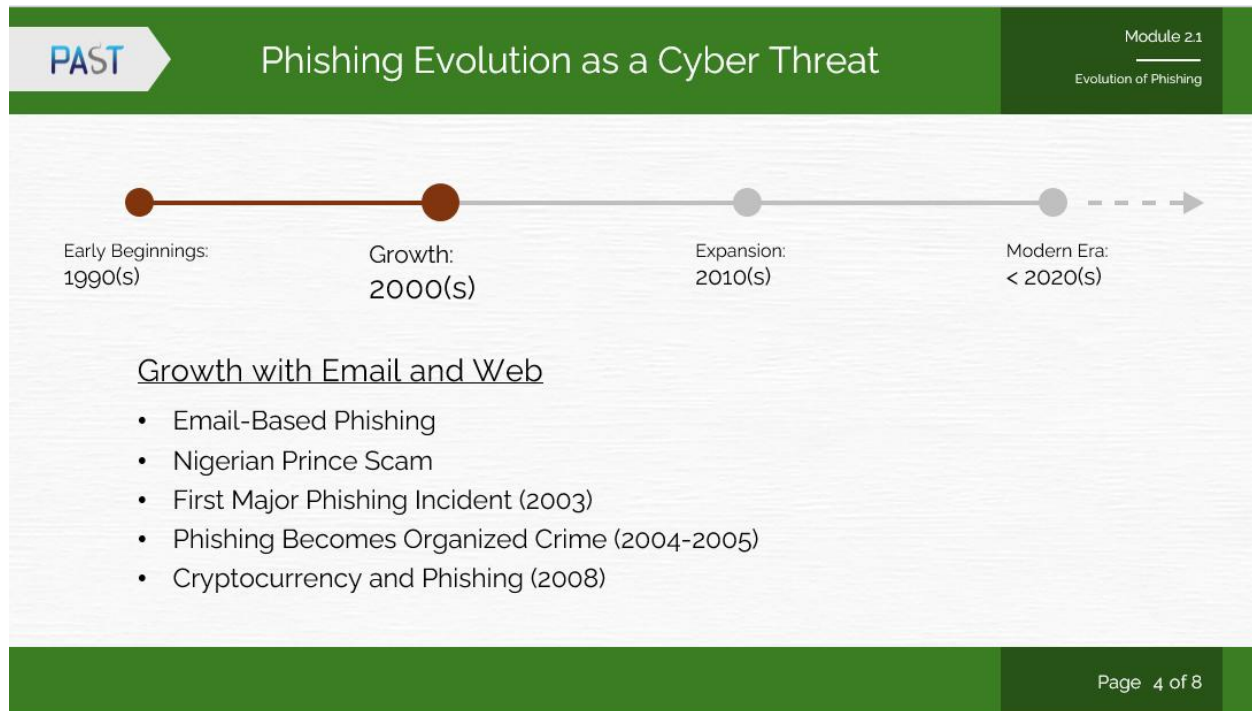 PAST
Phishing Evolution as a Cyber Threat
Module 2.1
Evolution of Phishing
Early Beginnings:
1990(s)
Growth:
2000(s)
Expansion:
2010(s)
Modern Era:
< 2020(s)
Growth with Email and Web
• Email-Based Phishing
• Nigerian Prince Scam
• First Major Phishing Incident (2003)
• Phishing Becomes Organized Crime (2004-2005)
• Cryptocurrency and Phishing (2008)
Page 4 of 8